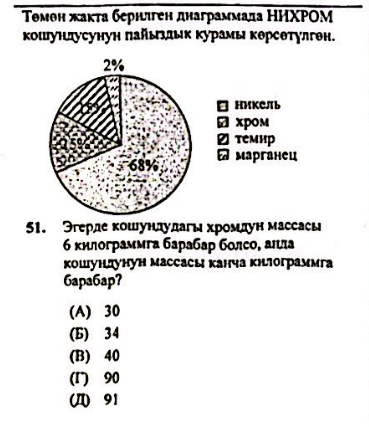 Төмөн жакта берилген диаграммада НИХРОМ
кошундусунун пайыздык курамы көрсөтүлгөн.
2%
15%
15%
68%
никель
хром
темир
марганец
51. Эгерде кошундудагы хромдун массасы
6 килограммга барабар болсо, анда
кошундунун массасы канча килограммга
барабар?
(А) 30
(Б) 34
(В) 40
(Г) 90
(Д) 91